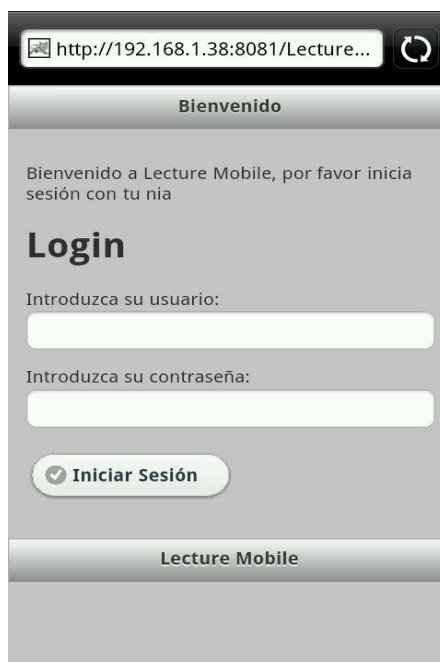 http://192.168.1.38:8081/Lecture...
Bienvenido
Bienvenido a Lecture Mobile, por favor inicia
sesión con tu nia
Login
Introduzca su usuario:
Introduzca su contraseña:
Iniciar Sesión
Lecture Mobile